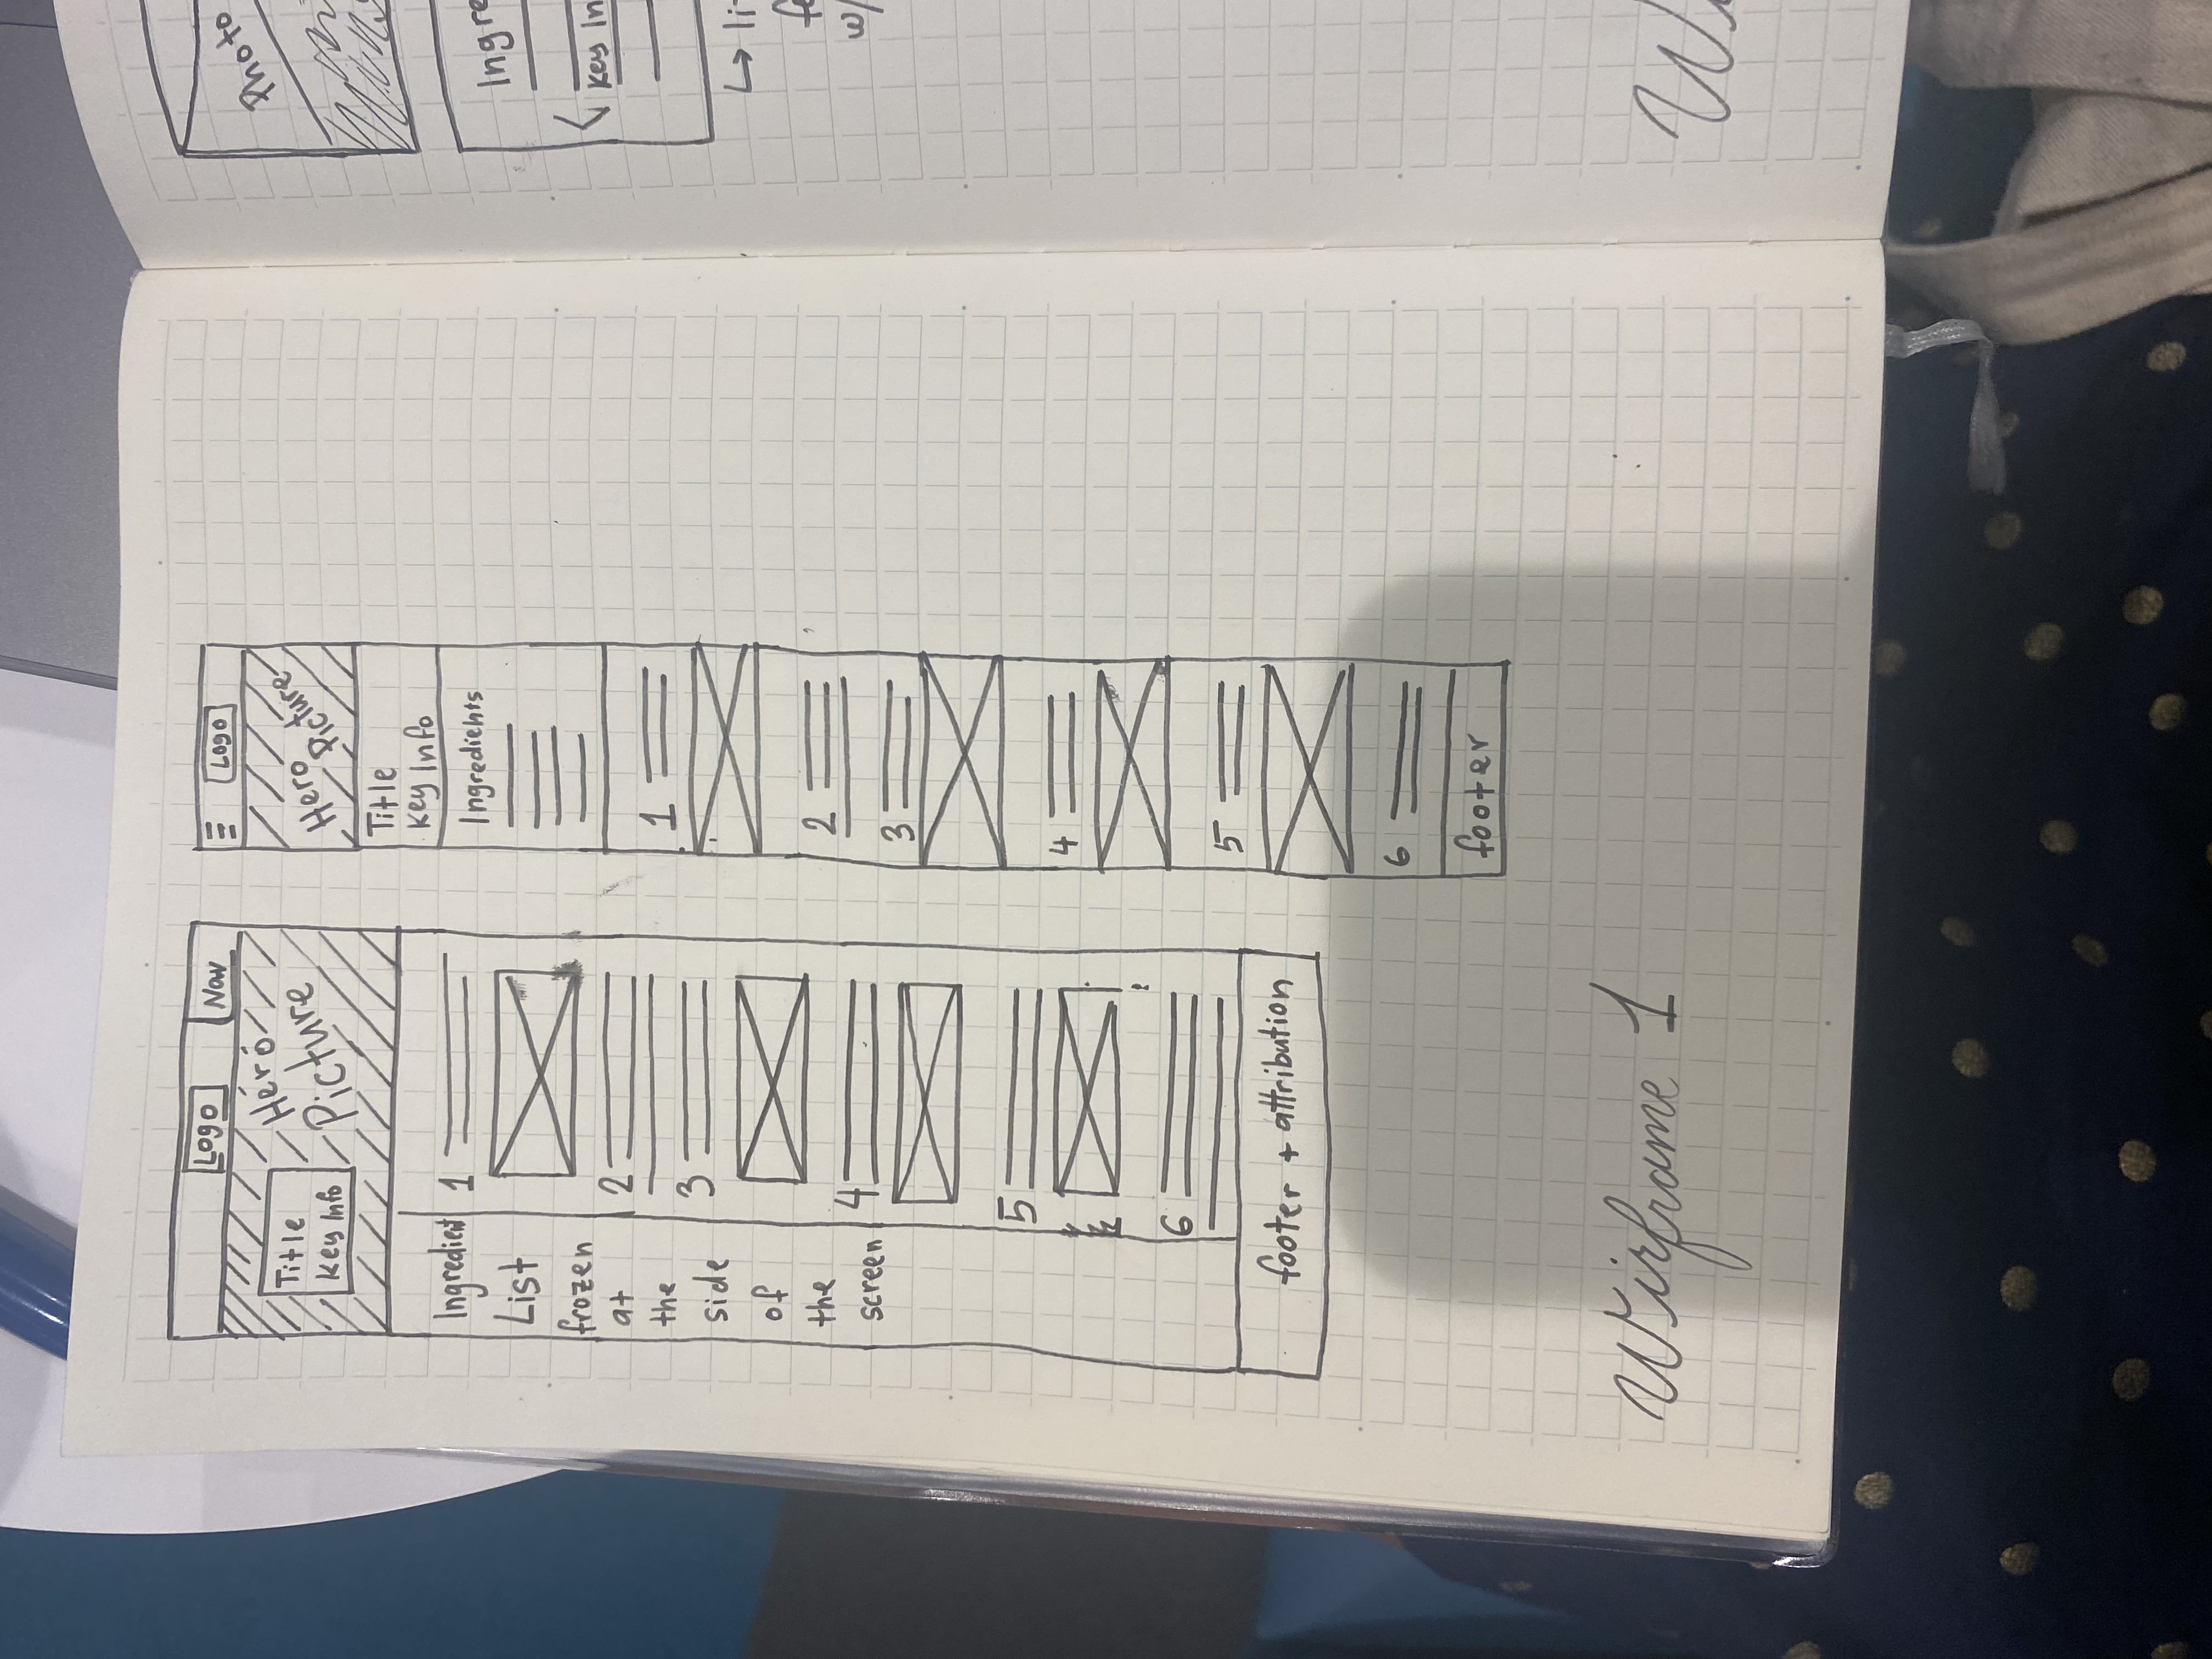 Logo
Nav
Hero
Picture
Title
Key Info
Ingredient
List
frozen
at
the
side
of
the
screen
1
2
3
4
5
6
footer + attribution
Logo
Hero Picture
Title
Key Info
Ingredients
1
2
3
4
5
6
footer
Wirframe 1
Photo
Ingre
Key In
w/